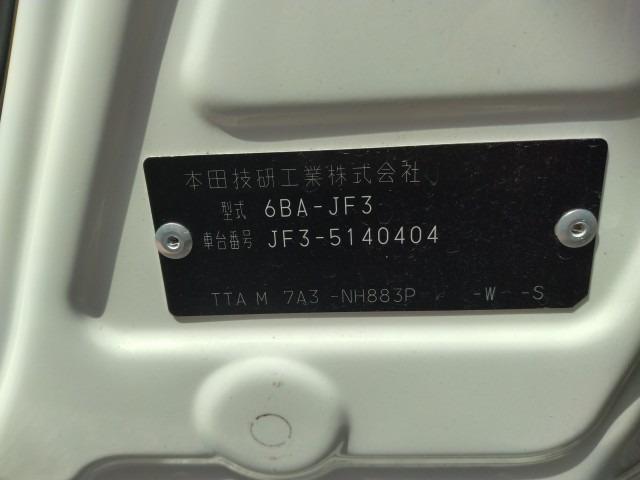 本田技研工業株式会社
型式 6BA-JF3
車台番号 JF3-5140404
TTA M 7A3 -NH883P -W -S